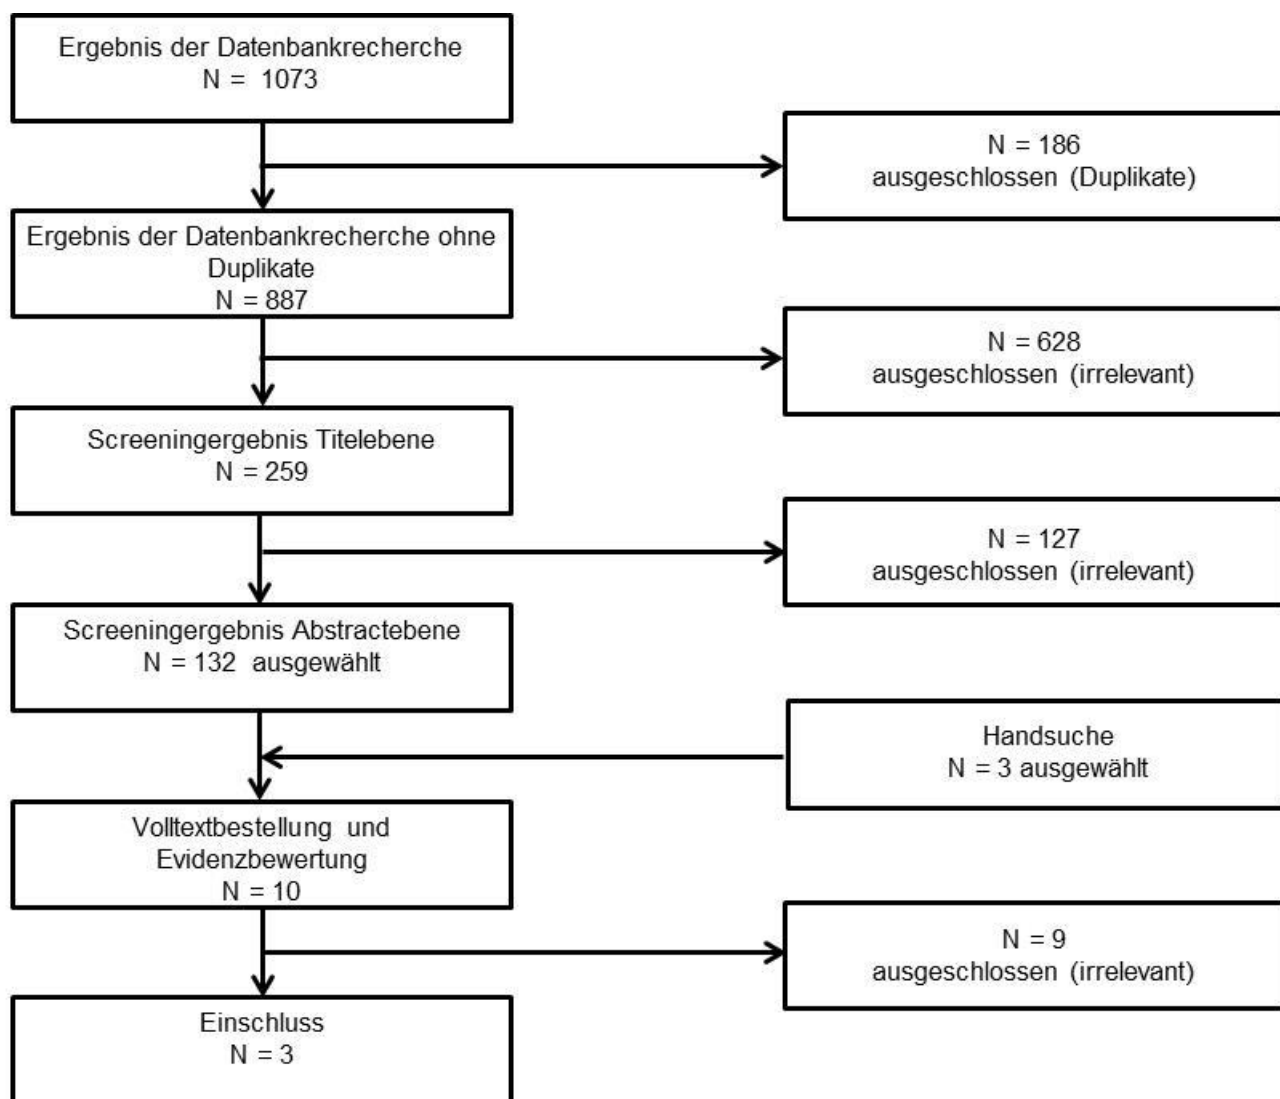 Ergebnis der Datenbankrecherche
N = 1073
N = 186
ausgeschlossen (Duplikate)
Ergebnis der Datenbankrecherche ohne
Duplikate
N = 887
N = 628
ausgeschlossen (irrelevant)
Screeningergebnis Titelebene
N = 259
N = 127
ausgeschlossen (irrelevant)
Screeningergebnis Abstractebene
N = 132 ausgewählt
Handsuche
N = 3 ausgewählt
Volltextbestellung und
Evidenzbewertung
N = 10
N = 9
ausgeschlossen (irrelevant)
Einschluss
N = 3